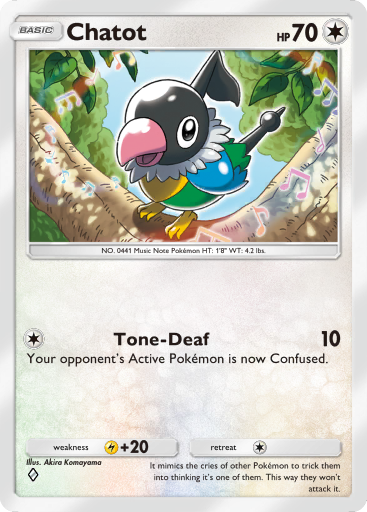 BASIC Chatot HP 70
NO. 0441 Music Note Pokémon HT: 1'8" WT: 4.2 lbs.
Tone-Deaf 10
Your opponent's Active Pokémon is now Confused.
weakness +20 retreat
Illus. Akira Komayama
It mimics the cries of other Pokémon to trick them
into thinking it's one of them. This way they won't
attack it.